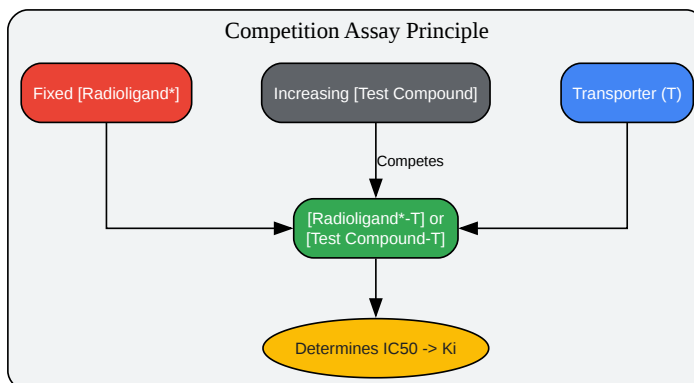 Competition Assay Principle
Fixed [Radioligand*]
Increasing [Test Compound]
Transporter (T)
Competes
[Radioligand*-T] or
[Test Compound-T]
Determines IC50 -> Ki